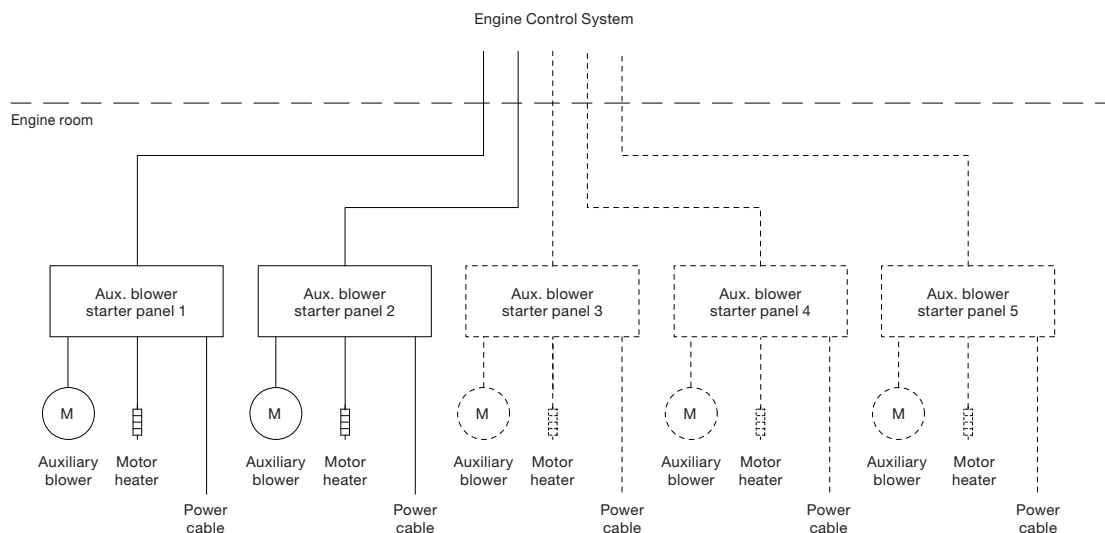 Engine Control System
Engine room
Aux. blower
starter panel 1
Aux. blower
starter panel 2
Aux. blower
starter panel 3
Aux. blower
starter panel 4
Aux. blower
starter panel 5
M
M
M
M
M
Auxiliary
blower
Motor
heater
Auxiliary
blower
Motor
heater
Auxiliary
blower
Motor
heater
Auxiliary
blower
Motor
heater
Auxiliary
blower
Motor
heater
Power
cable
Power
cable
Power
cable
Power
cable
Power
cable